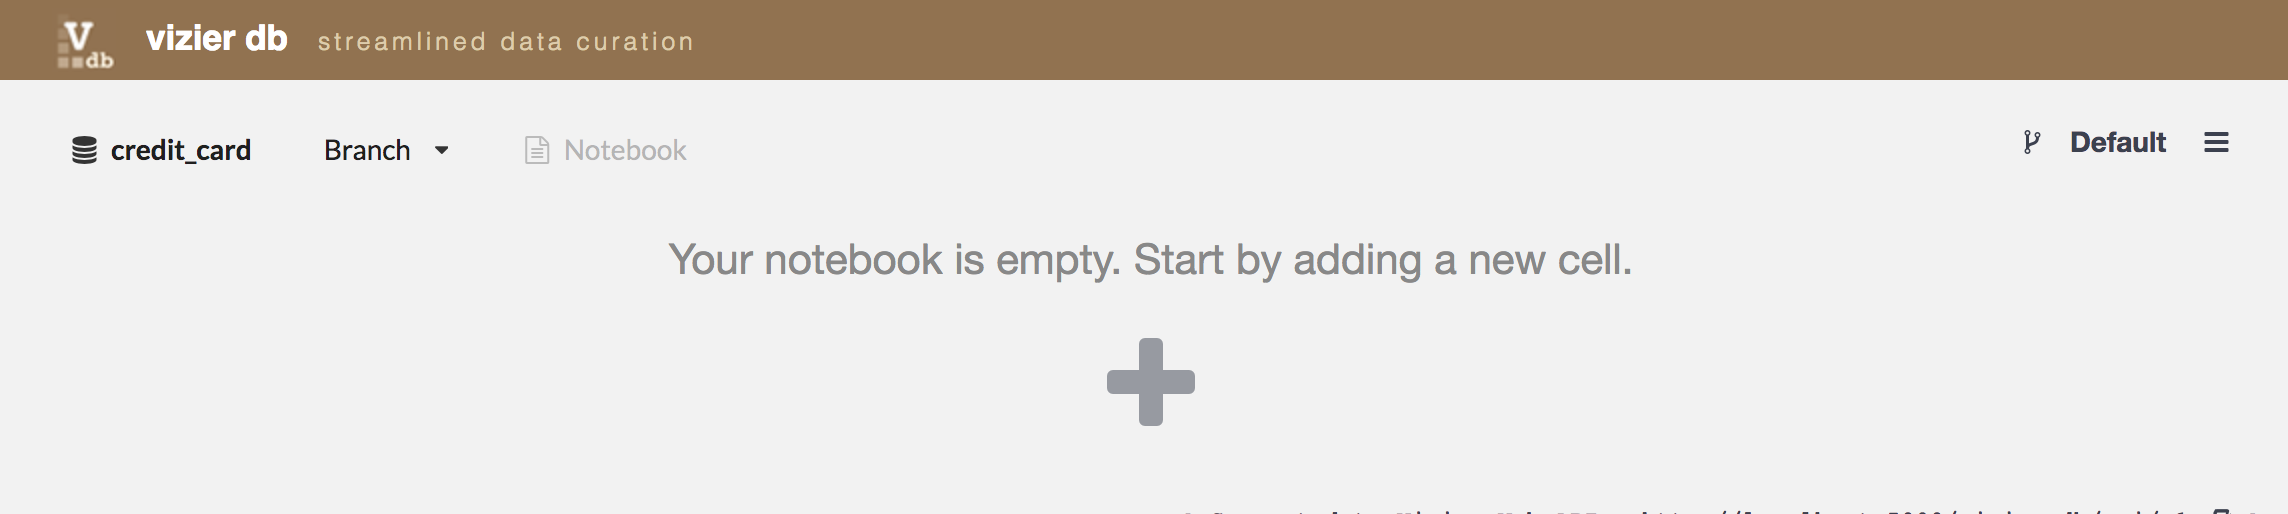 V
db
vizier db streamlined data curation
credit_card Branch Notebook Default
Your notebook is empty. Start by adding a new cell.